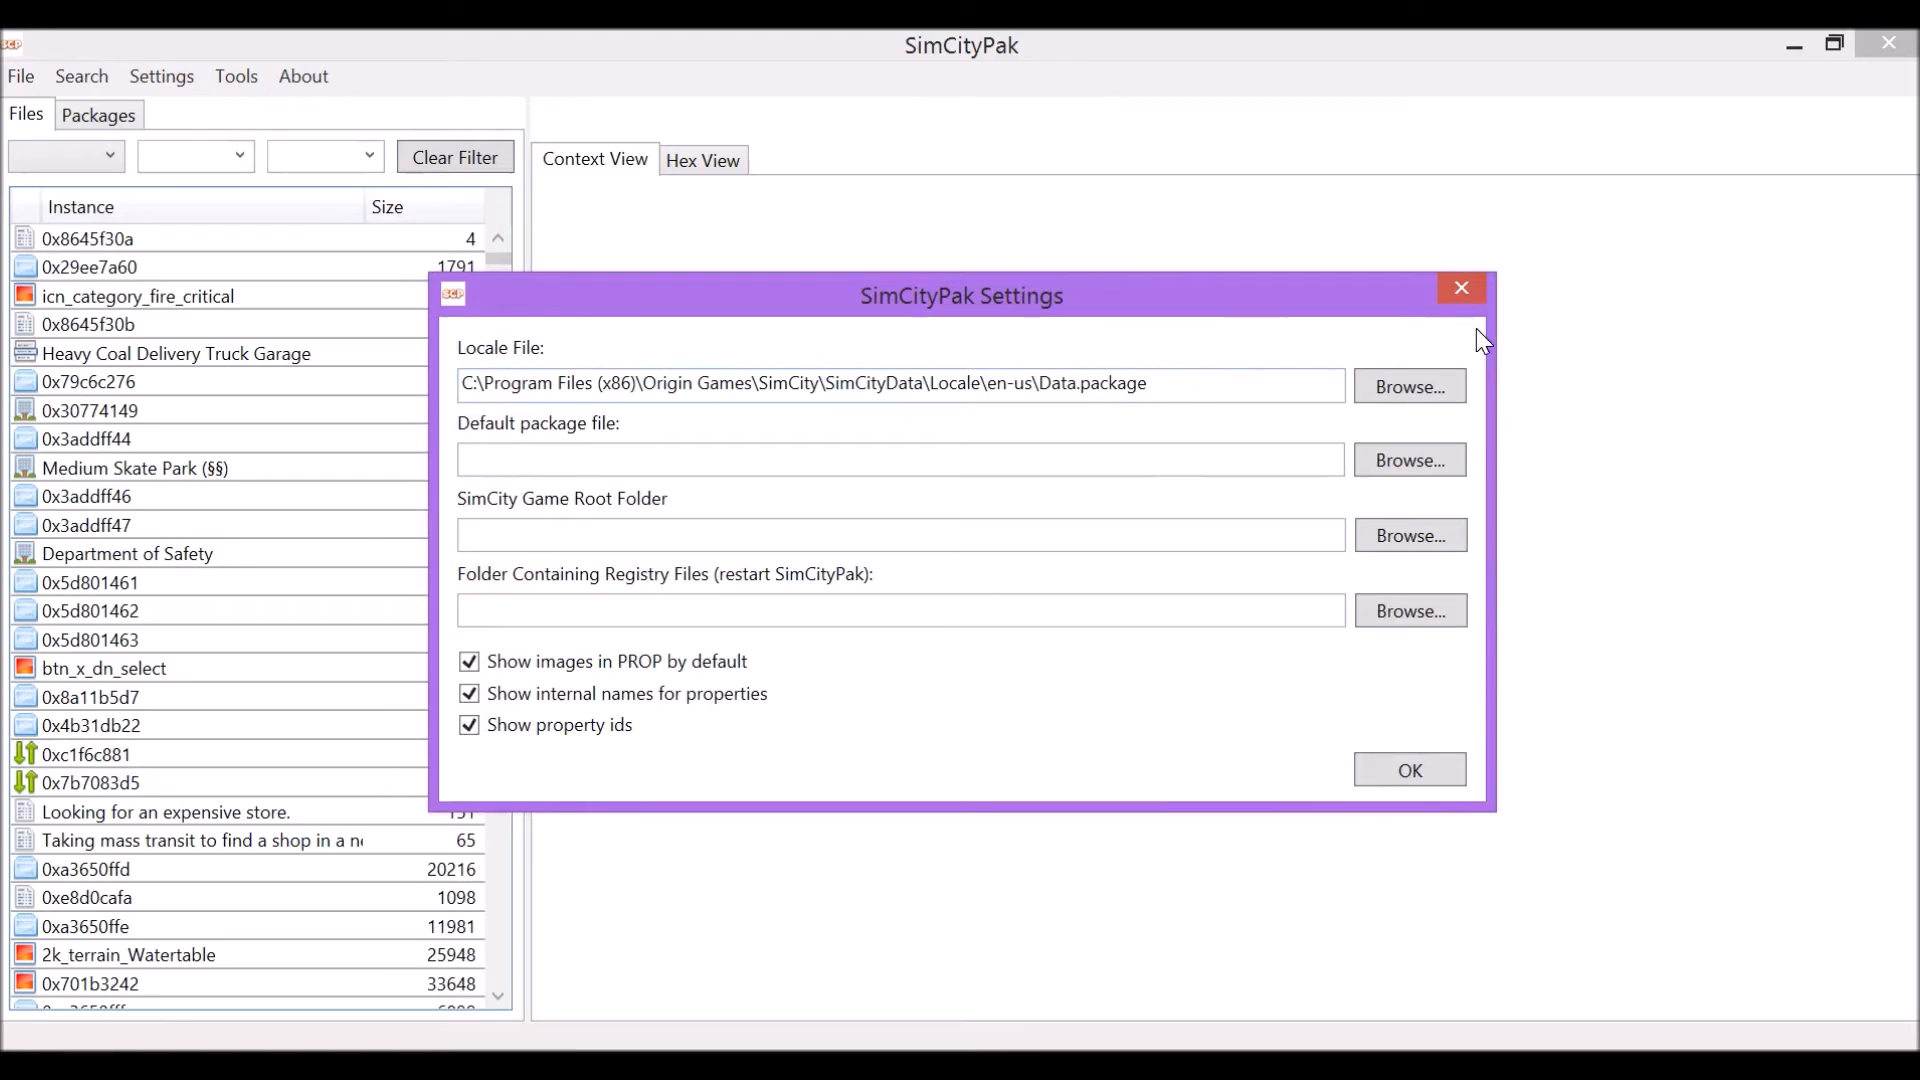 SCP
SimCityPak
File Search Settings Tools About
Files Packages
Clear Filter
Context View Hex View
Instance Size
0x8645f30a 4
0x29ee7a60 1791
icn_category_fire_critical
0x8645f30b
Heavy Coal Delivery Truck Garage
0x79c6c276
0x30774149
0x3addff44
Medium Skate Park (§§)
0x3addff46
0x3addff47
Department of Safety
0x5d801461
0x5d801462
0x5d801463
btn_x_dn_select
0x8a11b5d7
0x4b31db22
0xc1f6c881
0x7b7083d5
Looking for an expensive store.
Taking mass transit to find a shop in a 65
0xa3650ffd 20216
0xe8d0cafa 1098
0xa3650ffe 11981
2k_terrain_Watertable 25948
0x701b3242 33648
SCP
SimCityPak Settings
Locale File:
C:\Program Files (x86)\Origin Games\SimCity\SimCityData\Locale\en-us\Data.package Browse...
Default package file:
Browse...
SimCity Game Root Folder
Browse...
Folder Containing Registry Files (restart SimCityPak):
Browse...
Show images in PROP by default
Show internal names for properties
Show property ids
OK